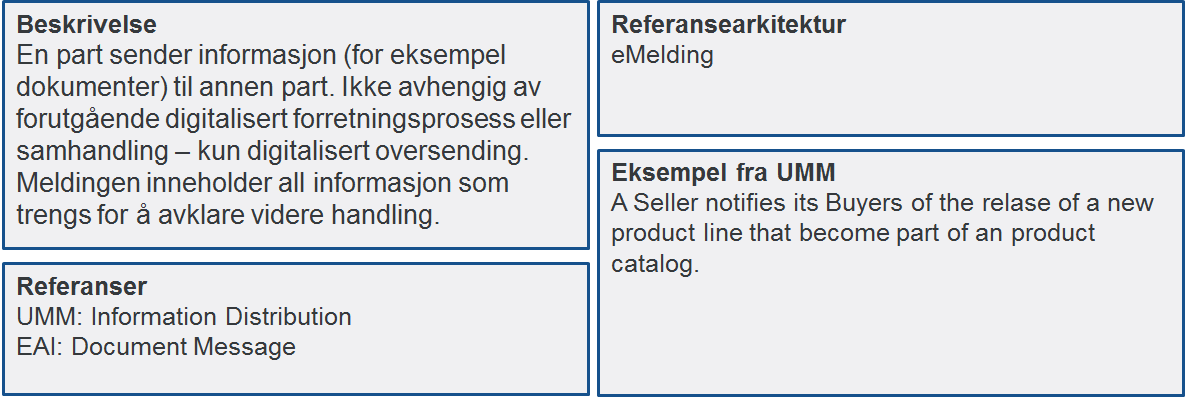 Beskrivelse
En part sender informasjon (for eksempel
dokumenter) til annen part. Ikke avhengig av
forutgående digitalisert forretningsprosess eller
samhandling – kun digitalisert oversending.
Meldingen inneholder all informasjon som
trengs for å avklare videre handling.
Referanser
UMM: Information Distribution
EAI: Document Message
Referansearkitektur
eMelding
Eksempel fra UMM
A Seller notifies its Buyers of the relase of a new
product line that become part of an product
catalog.